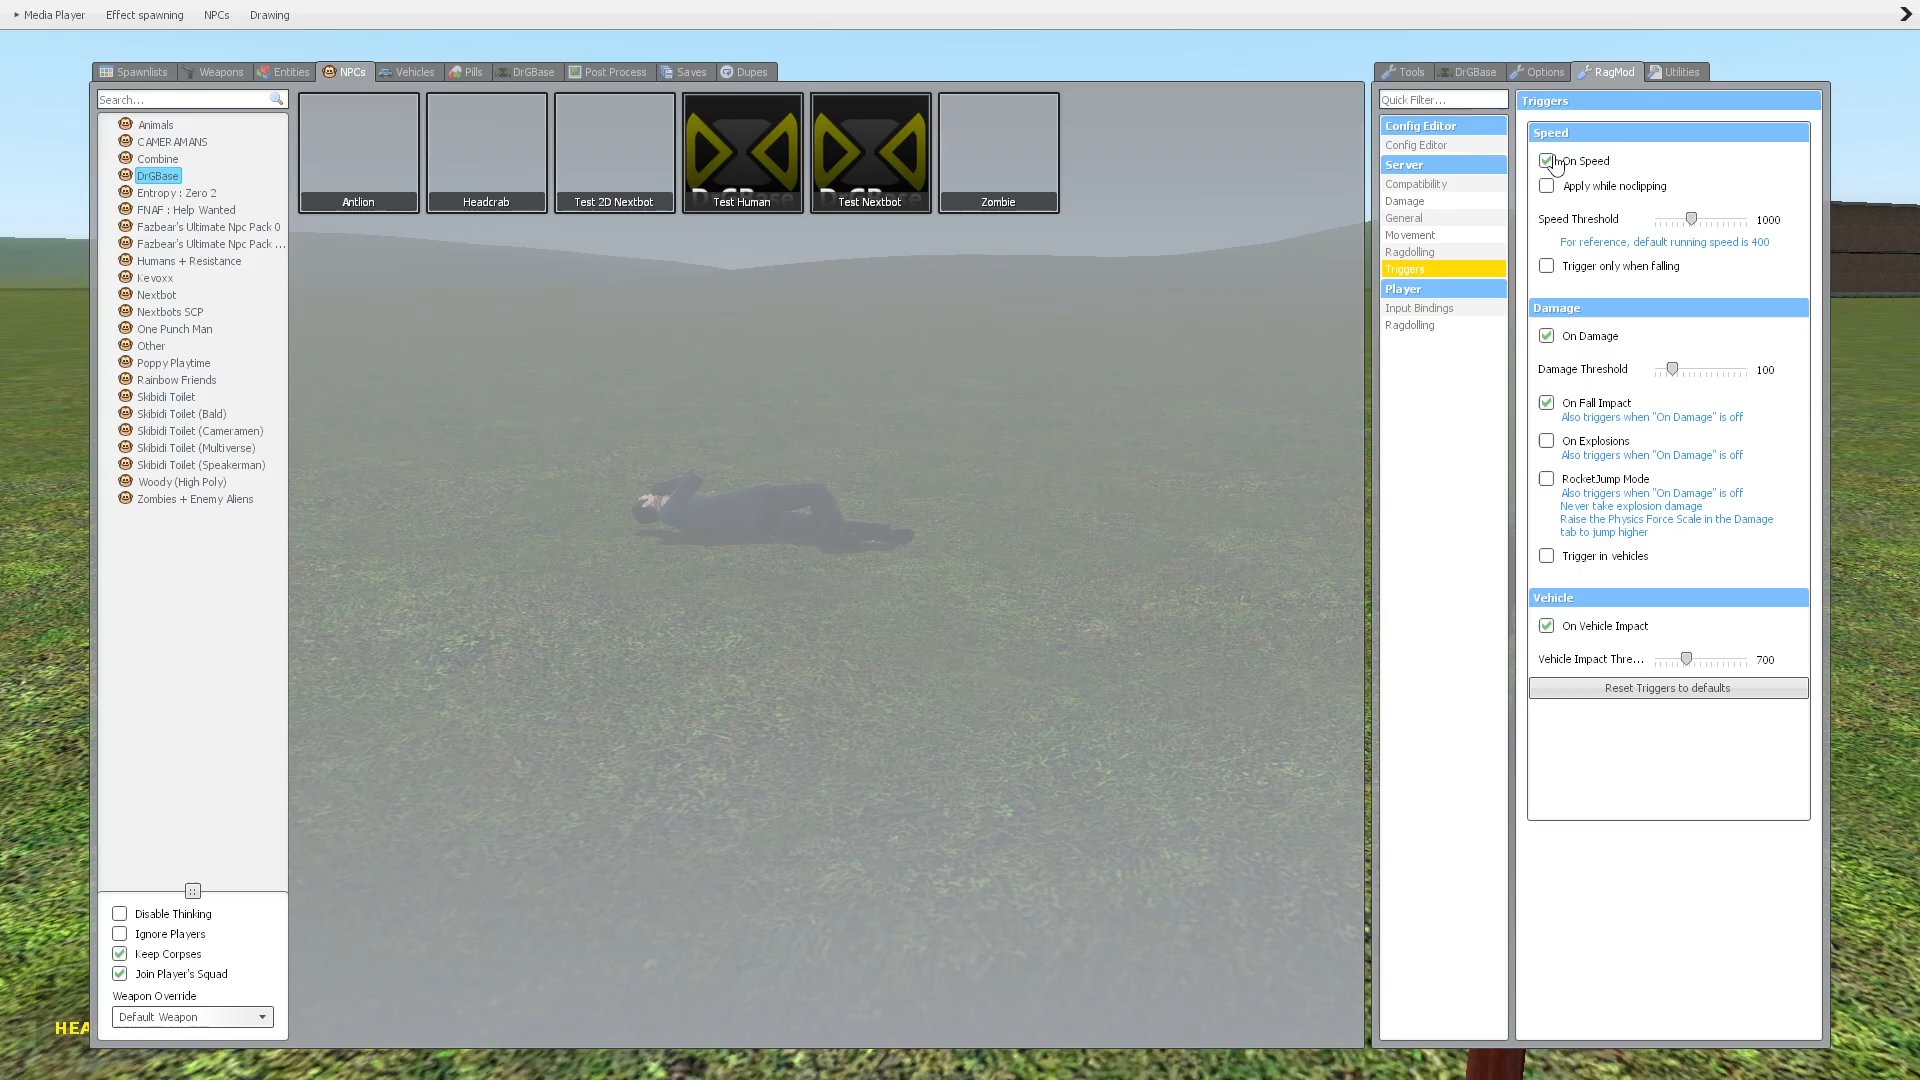 Media Player Effect spawning NPCs Drawing
Spawnlists Weapons Entities NPCs Vehicles Pills DrGBase Post Process Saves Dupes
Search...
Animals
CAMERAMANS
Combine
DrGBase
Entropy : Zero 2
FNAF : Help Wanted
Fazbear's Ultimate Npc Pack 0
Fazbear's Ultimate Npc Pack ...
Humans + Resistance
Kevoxx
Nextbot
Nextbots SCP
One Punch Man
Other
Poppy Playtime
Rainbow Friends
Skibidi Toilet
Skibidi Toilet (Bald)
Skibidi Toilet (Cameramen)
Skibidi Toilet (Multiverse)
Skibidi Toilet (Speakerman)
Woody (High Poly)
Zombies + Enemy Aliens
Disable Thinking
Ignore Players
Keep Corpses
Join Player's Squad
Weapon Override
Default Weapon
HEA
Antlion
Headcrab
Test 2D Nextbot
DrGBase
Test Human
DrGBase
Test Nextbot
Zombie
Tools DrGBase Options RagMod Utilities
Quick Filter...
Config Editor
Config Editor
Server
Compatibility
Damage
General
Movement
Ragdolling
Triggers
Player
Input Bindings
Ragdolling
Triggers
Speed
On Speed
Apply while noclipping
Speed Threshold 1000
For reference, default running speed is 400
Trigger only when falling
Damage
On Damage
Damage Threshold 100
On Fall Impact
Also triggers when "On Damage" is off
On Explosions
Also triggers when "On Damage" is off
RocketJump Mode
Also triggers when "On Damage" is off
Never take explosion damage
Raise the Physics Force Scale in the Damage
tab to jump higher
Trigger in vehicles
Vehicle
On Vehicle Impact
Vehicle Impact Thre... 700
Reset Triggers to defaults